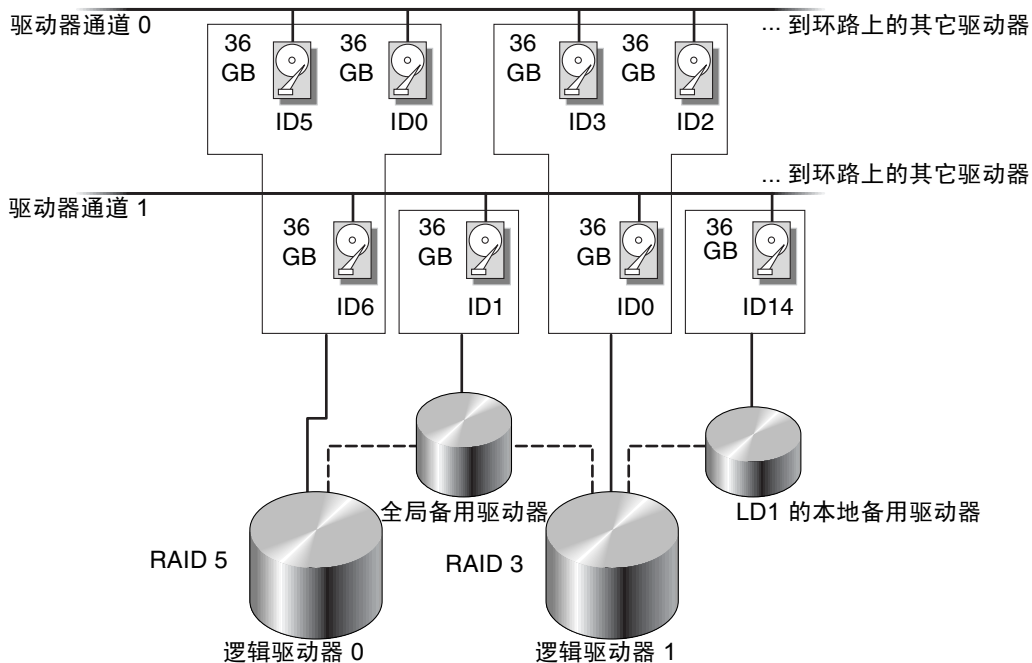 驱动器通道 0
... 到环路上的其它驱动器
36
GB
ID5
36
GB
ID0
36
GB
ID3
36
GB
ID2
... 到环路上的其它驱动器
驱动器通道 1
36
GB
ID6
36
GB
ID1
36
GB
ID0
36
GB
ID14
全局备用驱动器
LD1 的本地备用驱动器
RAID 5
RAID 3
逻辑驱动器 0
逻辑驱动器 1